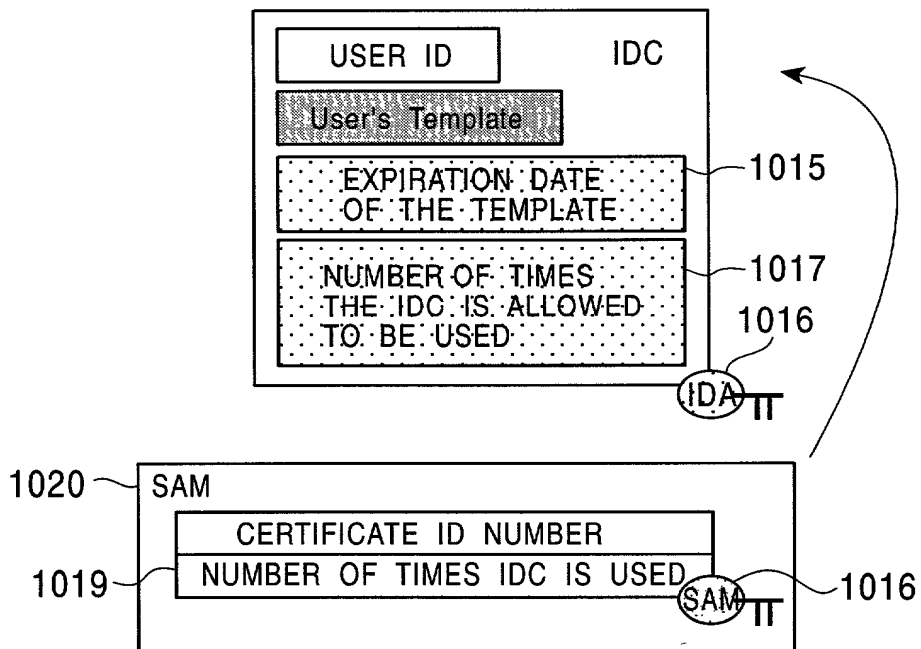 USER ID
IDC
User's Template
EXPIRATION DATE
OF THE TEMPLATE
1015
NUMBER OF TIMES
THE IDC IS ALLOWED
TO BE USED
1017
1016
IDA
1020
SAM
CERTIFICATE ID NUMBER
1019
NUMBER OF TIMES IDC IS USED
SAM
1016